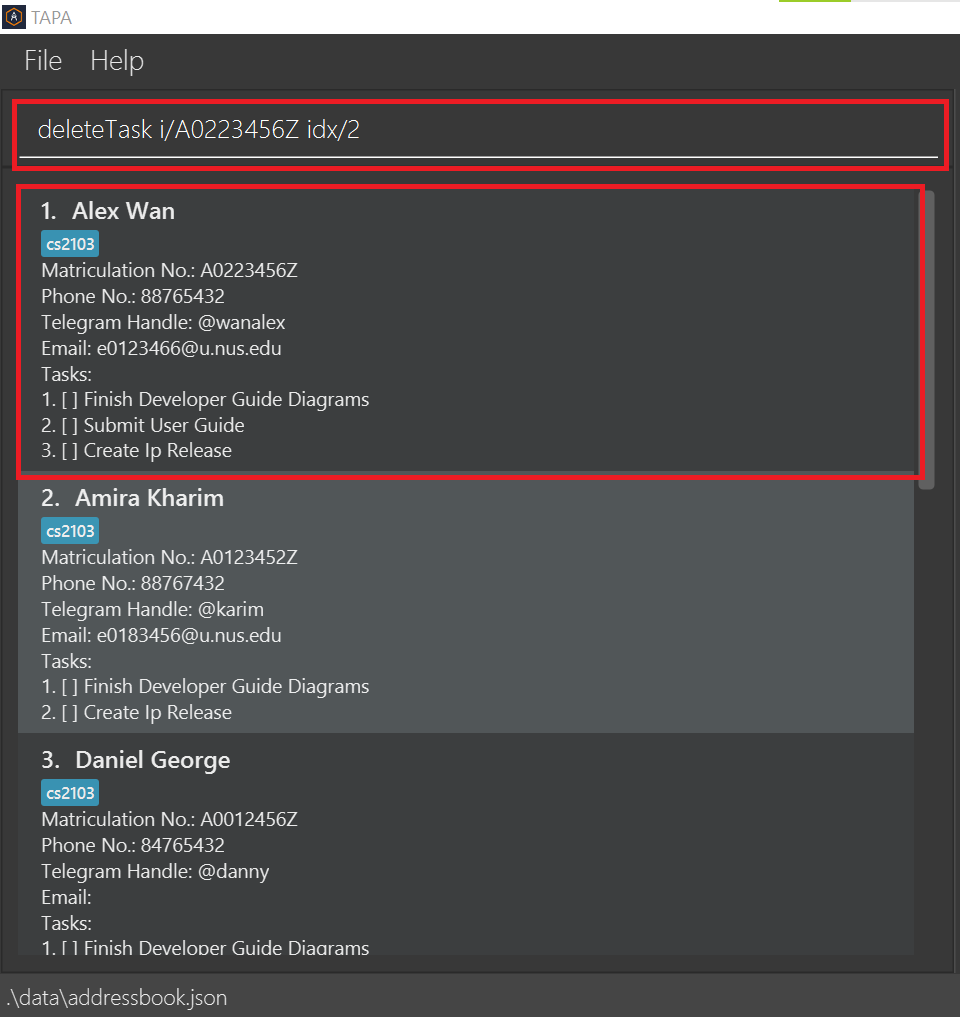 TAPA
File Help
deleteTask i/A0223456Z idx/2
1. Alex Wan
cs2103
Matriculation No.: A0223456Z
Phone No.: 88765432
Telegram Handle: @wanalex
Email: e0123466@u.nus.edu
Tasks:
1. [ ] Finish Developer Guide Diagrams
2. [ ] Submit User Guide
3. [ ] Create Ip Release
2. Amira Kharim
cs2103
Matriculation No.: A0123452Z
Phone No.: 88767432
Telegram Handle: @karim
Email: e0183456@u.nus.edu
Tasks:
1. [ ] Finish Developer Guide Diagrams
2. [ ] Create Ip Release
3. Daniel George
cs2103
Matriculation No.: A0012456Z
Phone No.: 84765432
Telegram Handle: @danny
Email:
Tasks:
1. [ ] Finish Developer Guide Diagrams
.\data\addressbook.json